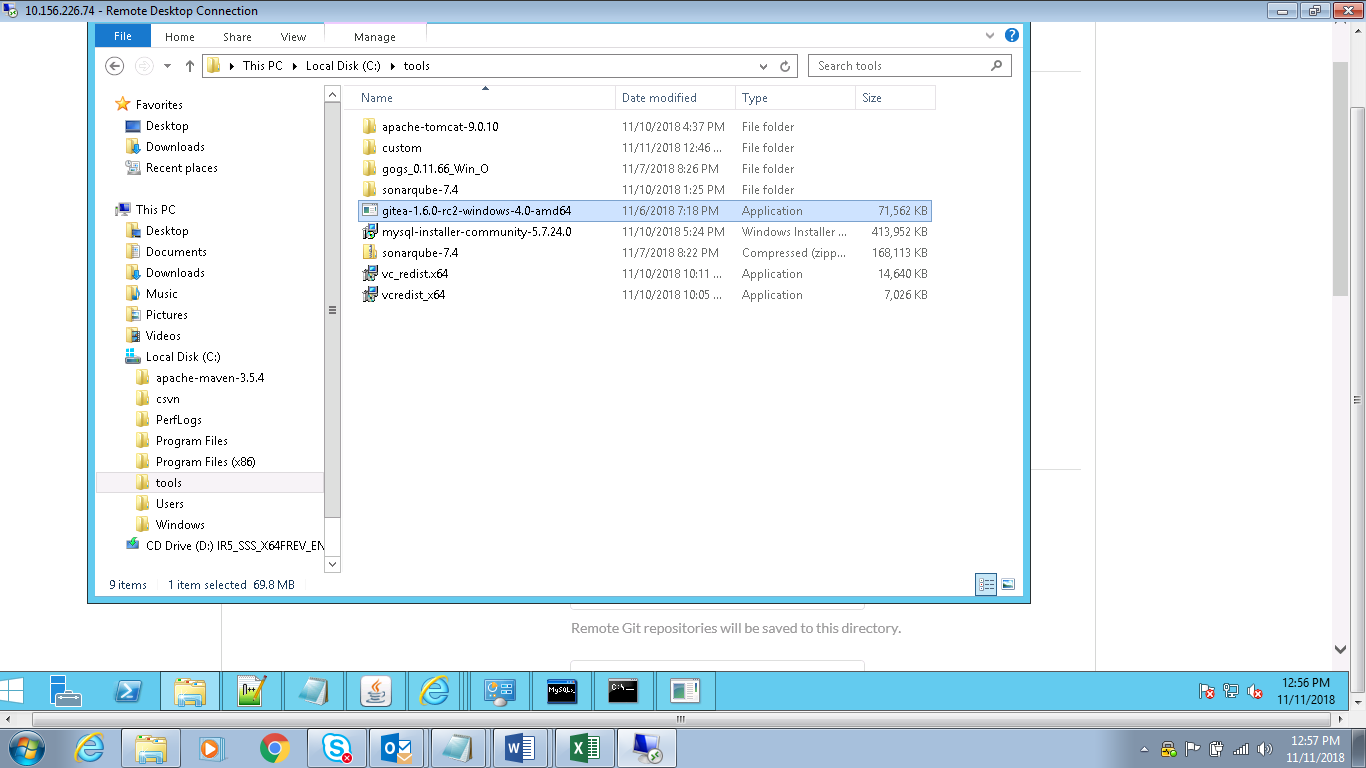 10.156.226.74 - Remote Desktop Connection
File Home Share View Manage
This PC Local Disk (C:) tools Search tools
Name Date modified Type Size
Favorites
Desktop
Downloads
Recent places
This PC
Desktop
Documents
Downloads
Music
Pictures
Videos
Local Disk (C:)
apache-maven-3.5.4
csvn
PerfLogs
Program Files
Program Files (x86)
tools
Users
Windows
CD Drive (D:) IR5_SSS_X64FREV_EN
apache-tomcat-9.0.10 11/10/2018 4:37 PM File folder
custom 11/11/2018 12:46 ... File folder
gogs_0.11.66_Win_O 11/7/2018 8:26 PM File folder
sonarqube-7.4 11/10/2018 1:25 PM File folder
gitea-1.6.0-rc2-windows-4.0-amd64 11/6/2018 7:18 PM Application 71,562 KB
mysql-installer-community-5.7.24.0 11/10/2018 5:24 PM Windows Installer ... 413,952 KB
sonarqube-7.4 11/7/2018 8:22 PM Compressed (zipp... 168,113 KB
vc_redist.x64 11/10/2018 10:11 ... Application 14,640 KB
vcredist_x64 11/10/2018 10:05 ... Application 7,026 KB
9 items 1 item selected 69.8 MB
Remote Git repositories will be saved to this directory.
MySQL
C:\
12:56 PM
11/11/2018
12:57 PM
11/11/2018